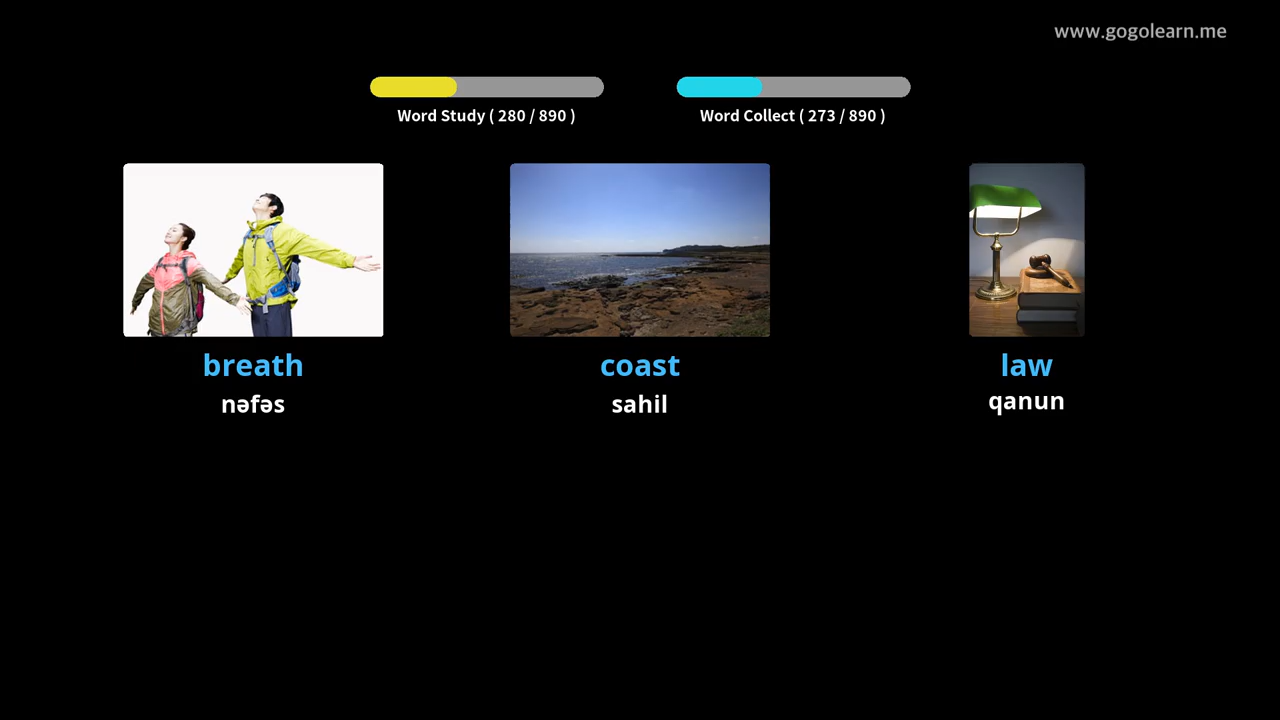 www.gogolearn.me
Word Study ( 280 / 890 )
Word Collect ( 273 / 890 )
breath
nəfəs
coast
sahil
law
qanun